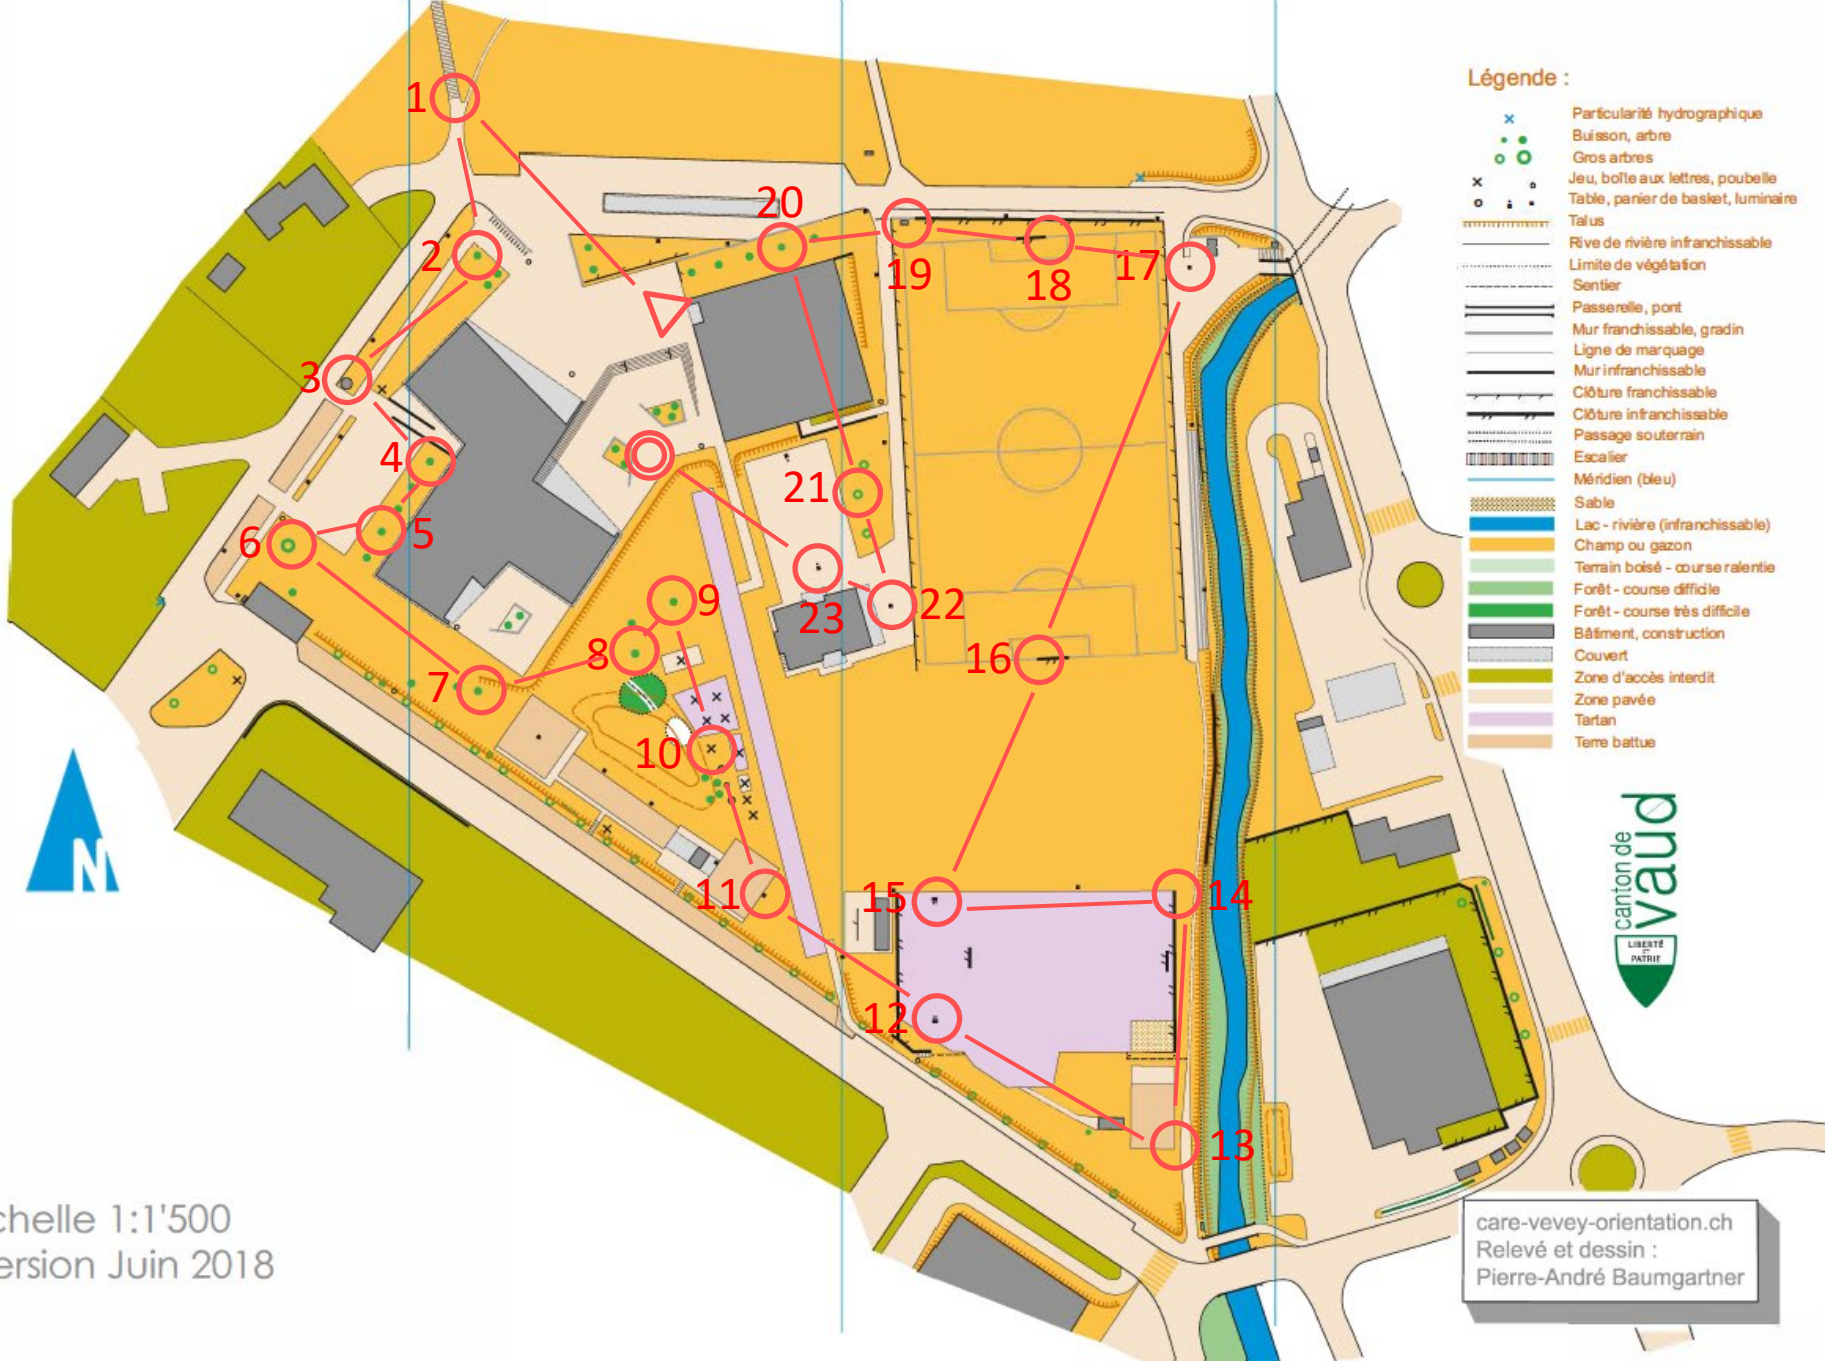 1
2
3
4
5
6
7
8
9
10
11
12
13
14
15
16
17
18
19
20
21
22
23
Légende :
Particularité hydrographique
Buisson, arbre
Gros arbres
Jeu, boîte aux lettres, poubelle
Table, panier de basket, luminaire
Talus
Rive de rivière infranchissable
Limite de végétation
Sentier
Passerelle, pont
Mur franchissable, gradin
Ligne de marquage
Mur infranchissable
Clôture franchissable
Clôture infranchissable
Passage souterrain
Escalier
Méridien (bleu)
Sable
Lac - rivière (infranchissable)
Champ ou gazon
Terrain boisé - course ralentie
Forêt - course difficile
Forêt - course très difficile
Bâtiment, construction
Couvert
Zone d'accès interdit
Zone pavée
Tartan
Terre battue
N
canton de
vaud
LIBERTÉ
ET
PATRIE
chelle 1:1'500
ersion Juin 2018
care-vevey-orientation.ch
Relevé et dessin :
Pierre-André Baumgartner